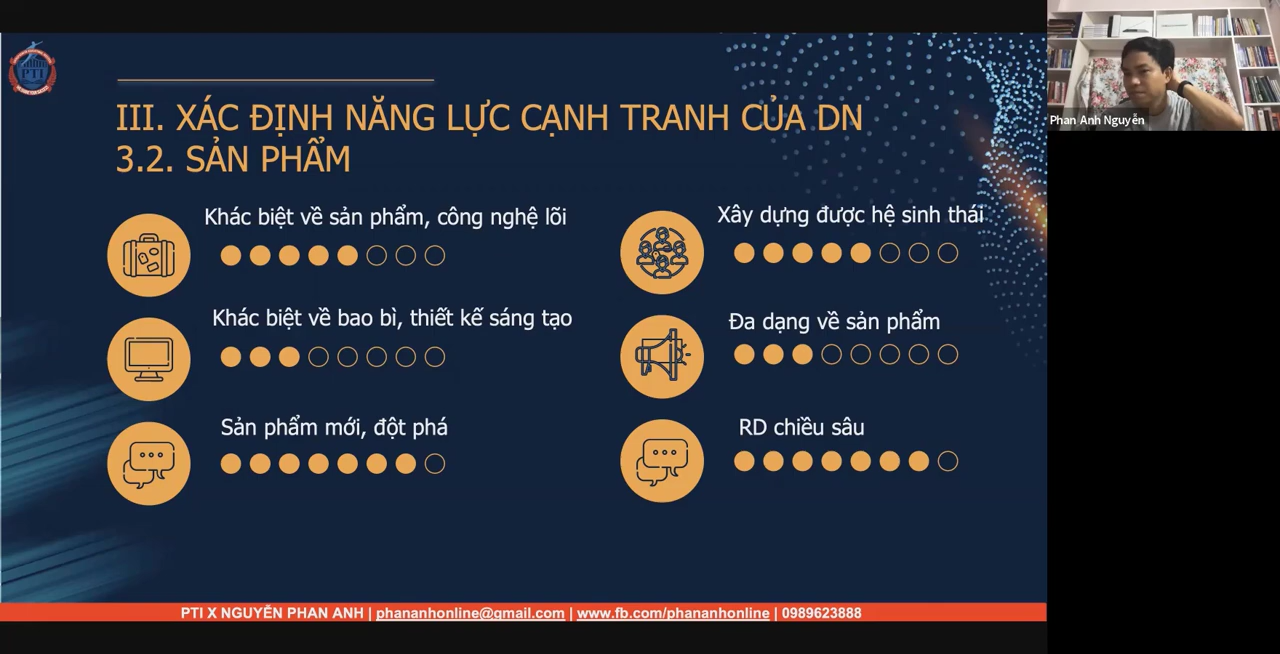 III. XÁC ĐỊNH NĂNG LỰC CẠNH TRANH CỦA DN
3.2. SẢN PHẨM
Khác biệt về sản phẩm, công nghệ lõi
Khác biệt về bao bì, thiết kế sáng tạo
Sản phẩm mới, đột phá
Xây dựng được hệ sinh thái
Đa dạng về sản phẩm
RD chiều sâu
PTI X NGUYỄN PHAN ANH | phananhonline@gmail.com | www.fb.com/phananhonline | 0989623888
PTI
Phan Anh Nguyễn